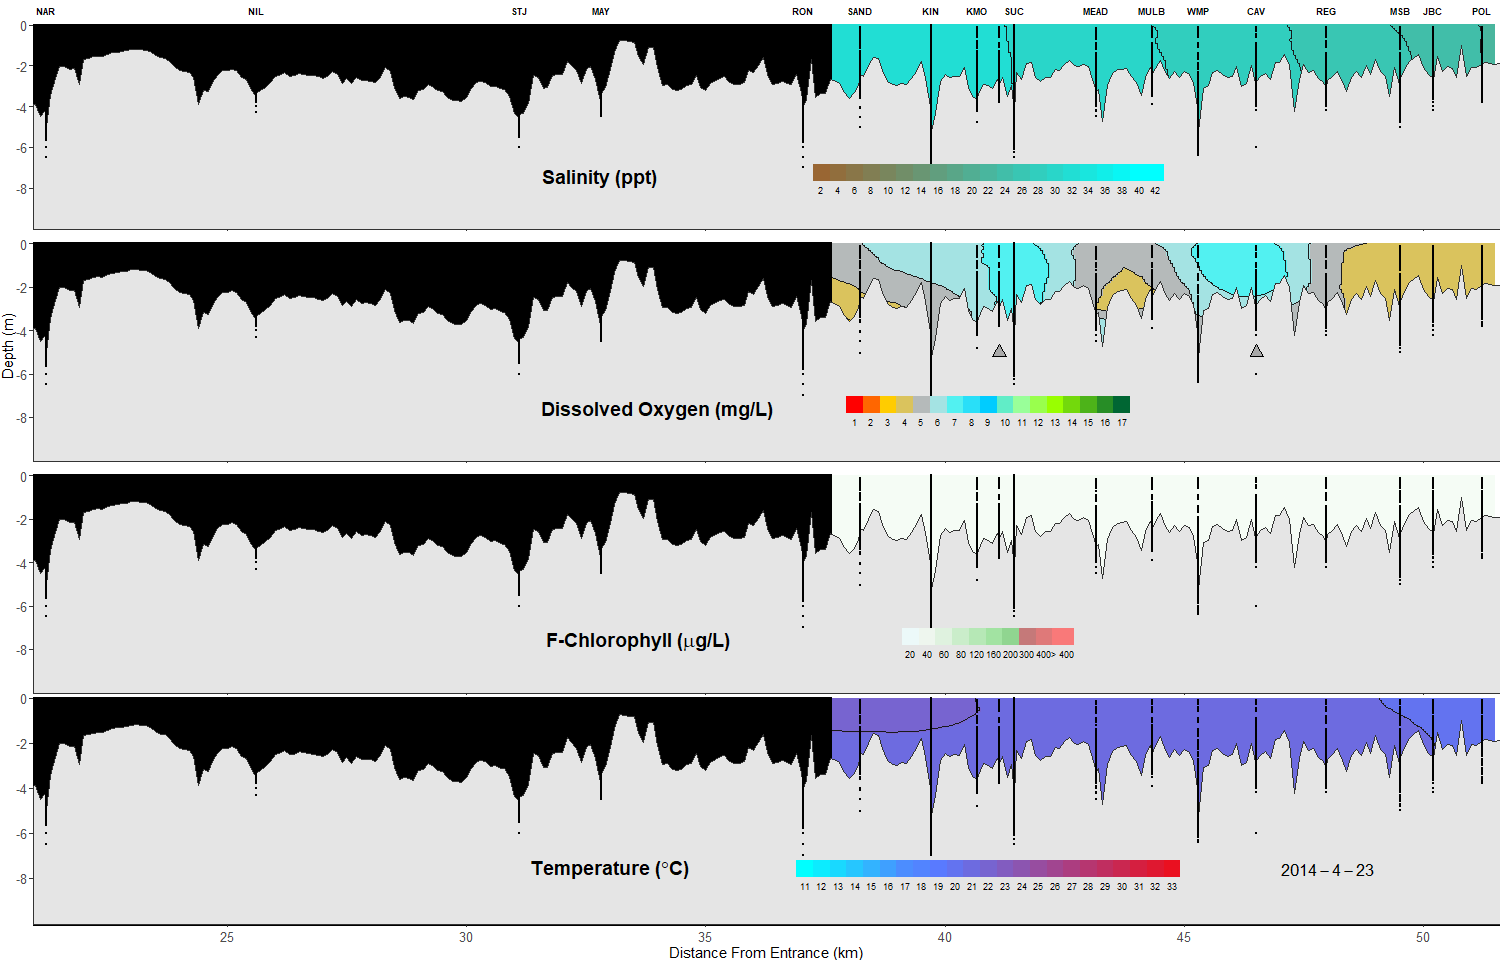 NAR NIL STJ MAY RON SAND KIN KMO SUC MEAD MULB WMP CAV REG MSB JBC POL
0
-2
-4
-6
-8
Salinity (ppt)
2 4 6 8 10 12 14 16 18 20 22 24 26 28 30 32 34 36 38 40 42
0
-2
-4
-6
-8
Depth (m)
Dissolved Oxygen (mg/L)
1 2 3 4 5 6 7 8 9 10 11 12 13 14 15 16 17
0
-2
-4
-6
-8
F-Chlorophyll (μg/L)
20 40 60 80 120 160 200 300 400> 400
0
-2
-4
-6
-8
Temperature (°C)
11 12 13 14 15 16 17 18 19 20 21 22 23 24 25 26 27 28 29 30 31 32 33
2014 – 4 – 23
25 30 35 40 45 50
Distance From Entrance (km)